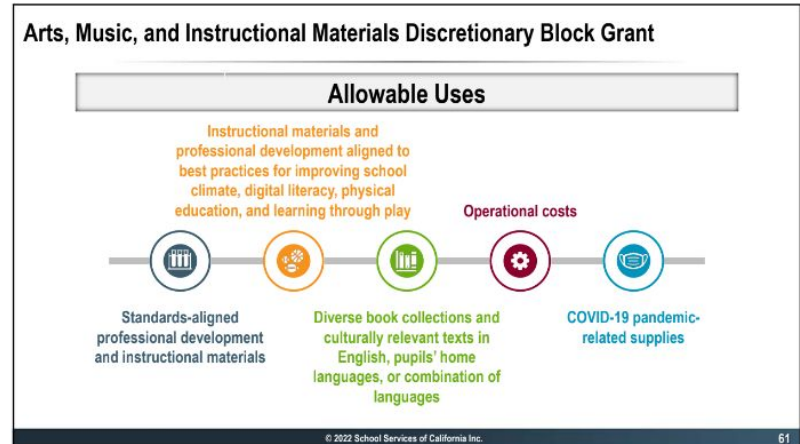 Arts, Music, and Instructional Materials Discretionary Block Grant
Allowable Uses
Instructional materials and
professional development aligned to
best practices for improving school
climate, digital literacy, physical
education, and learning through play
Operational costs
Standards-aligned
professional development
and instructional materials
Diverse book collections and
culturally relevant texts in
English, pupils' home
languages, or combination of
languages
COVID-19 pandemic-
related supplies
© 2022 School Services of California Inc.
61